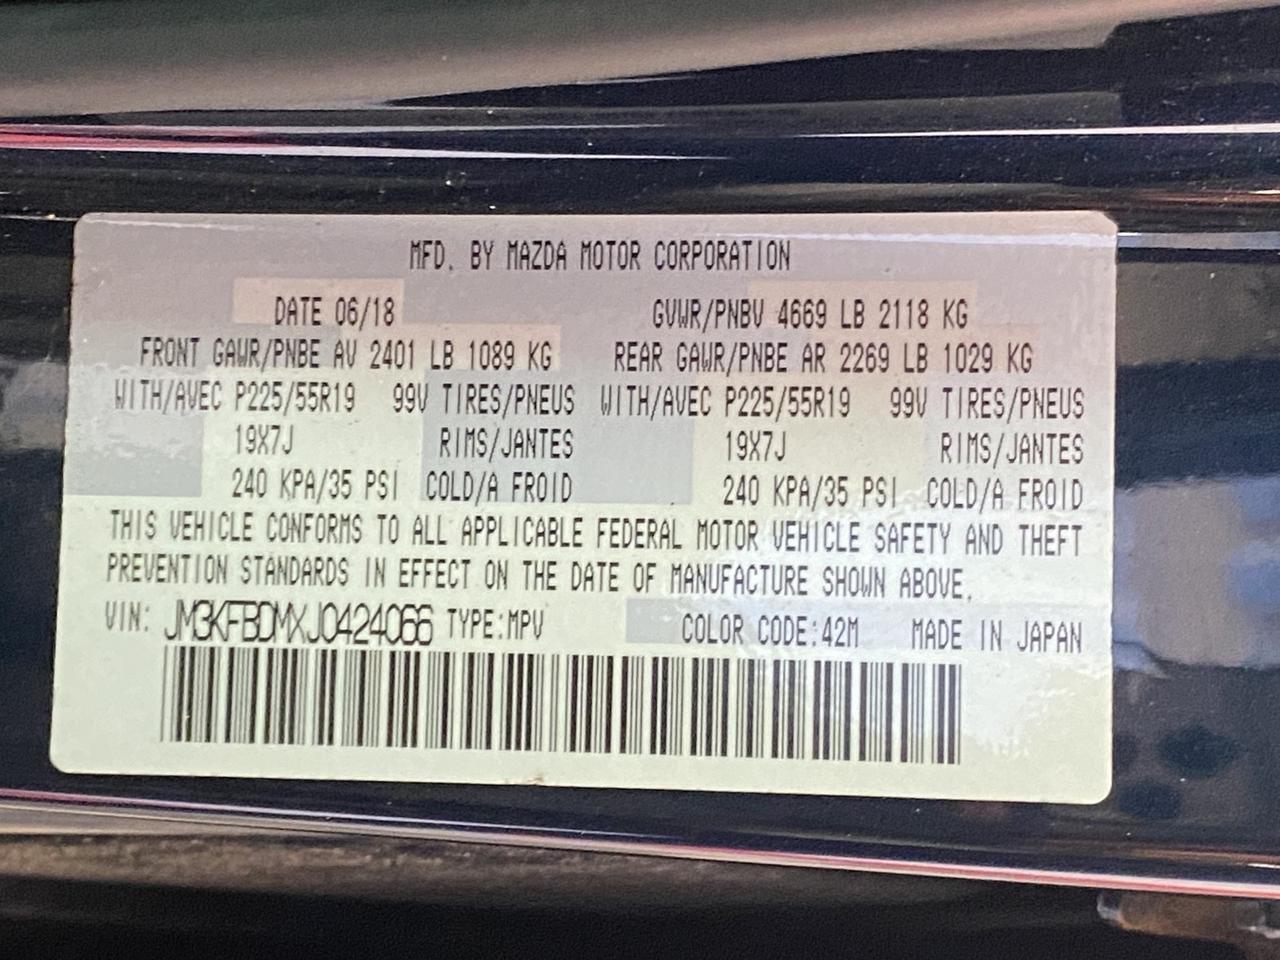 MFD. BY MAZDA MOTOR CORPORATION
DATE 06/18 GVWR/PNBV 4669 LB 2118 KG
FRONT GAWR/PNBE AV 2401 LB 1089 KG REAR GAWR/PNBE AR 2269 LB 1029 KG
WITH/AVEC P225/55R19 99V TIRES/PNEUS WITH/AVEC P225/55R19 99V TIRES/PNEUS
19X7J RIMS/JANTES 19X7J RIMS/JANTES
240 KPA/35 PSI COLD/A FROID 240 KPA/35 PSI COLD/A FROID
THIS VEHICLE CONFORMS TO ALL APPLICABLE FEDERAL MOTOR VEHICLE SAFETY AND THEFT
PREVENTION STANDARDS IN EFFECT ON THE DATE OF MANUFACTURE SHOWN ABOVE.
VIN: JM3KFBDMXJ0424066 TYPE:MPV COLOR CODE:42M MADE IN JAPAN